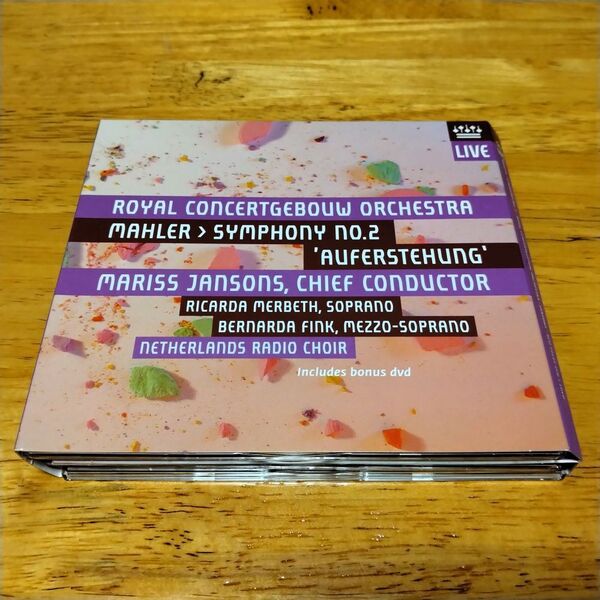 LIVE
ROYAL CONCERTGEBOUW ORCHESTRA
MAHLER > SYMPHONY NO.2
'AUFERSTEHUNG'
MARISS JANSONS, CHIEF CONDUCTOR
RICARDA MERBETH, SOPRANO
BERNARDA FINK, MEZZO-SOPRANO
NETHERLANDS RADIO CHOIR
Includes bonus dvd